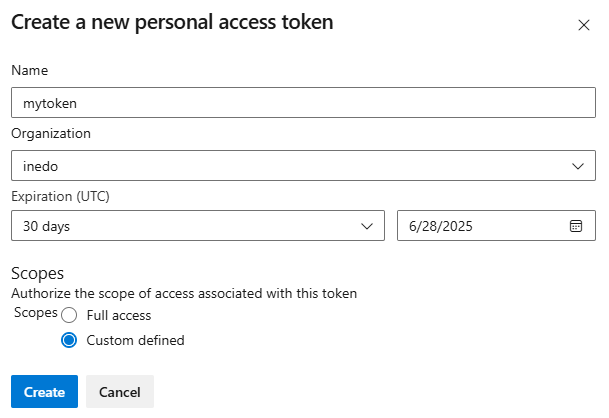 Create a new personal access token
Name
mytoken
Organization
inedo
Expiration (UTC)
30 days 6/28/2025
Scopes
Authorize the scope of access associated with this token
Scopes Full access
Custom defined
Create Cancel